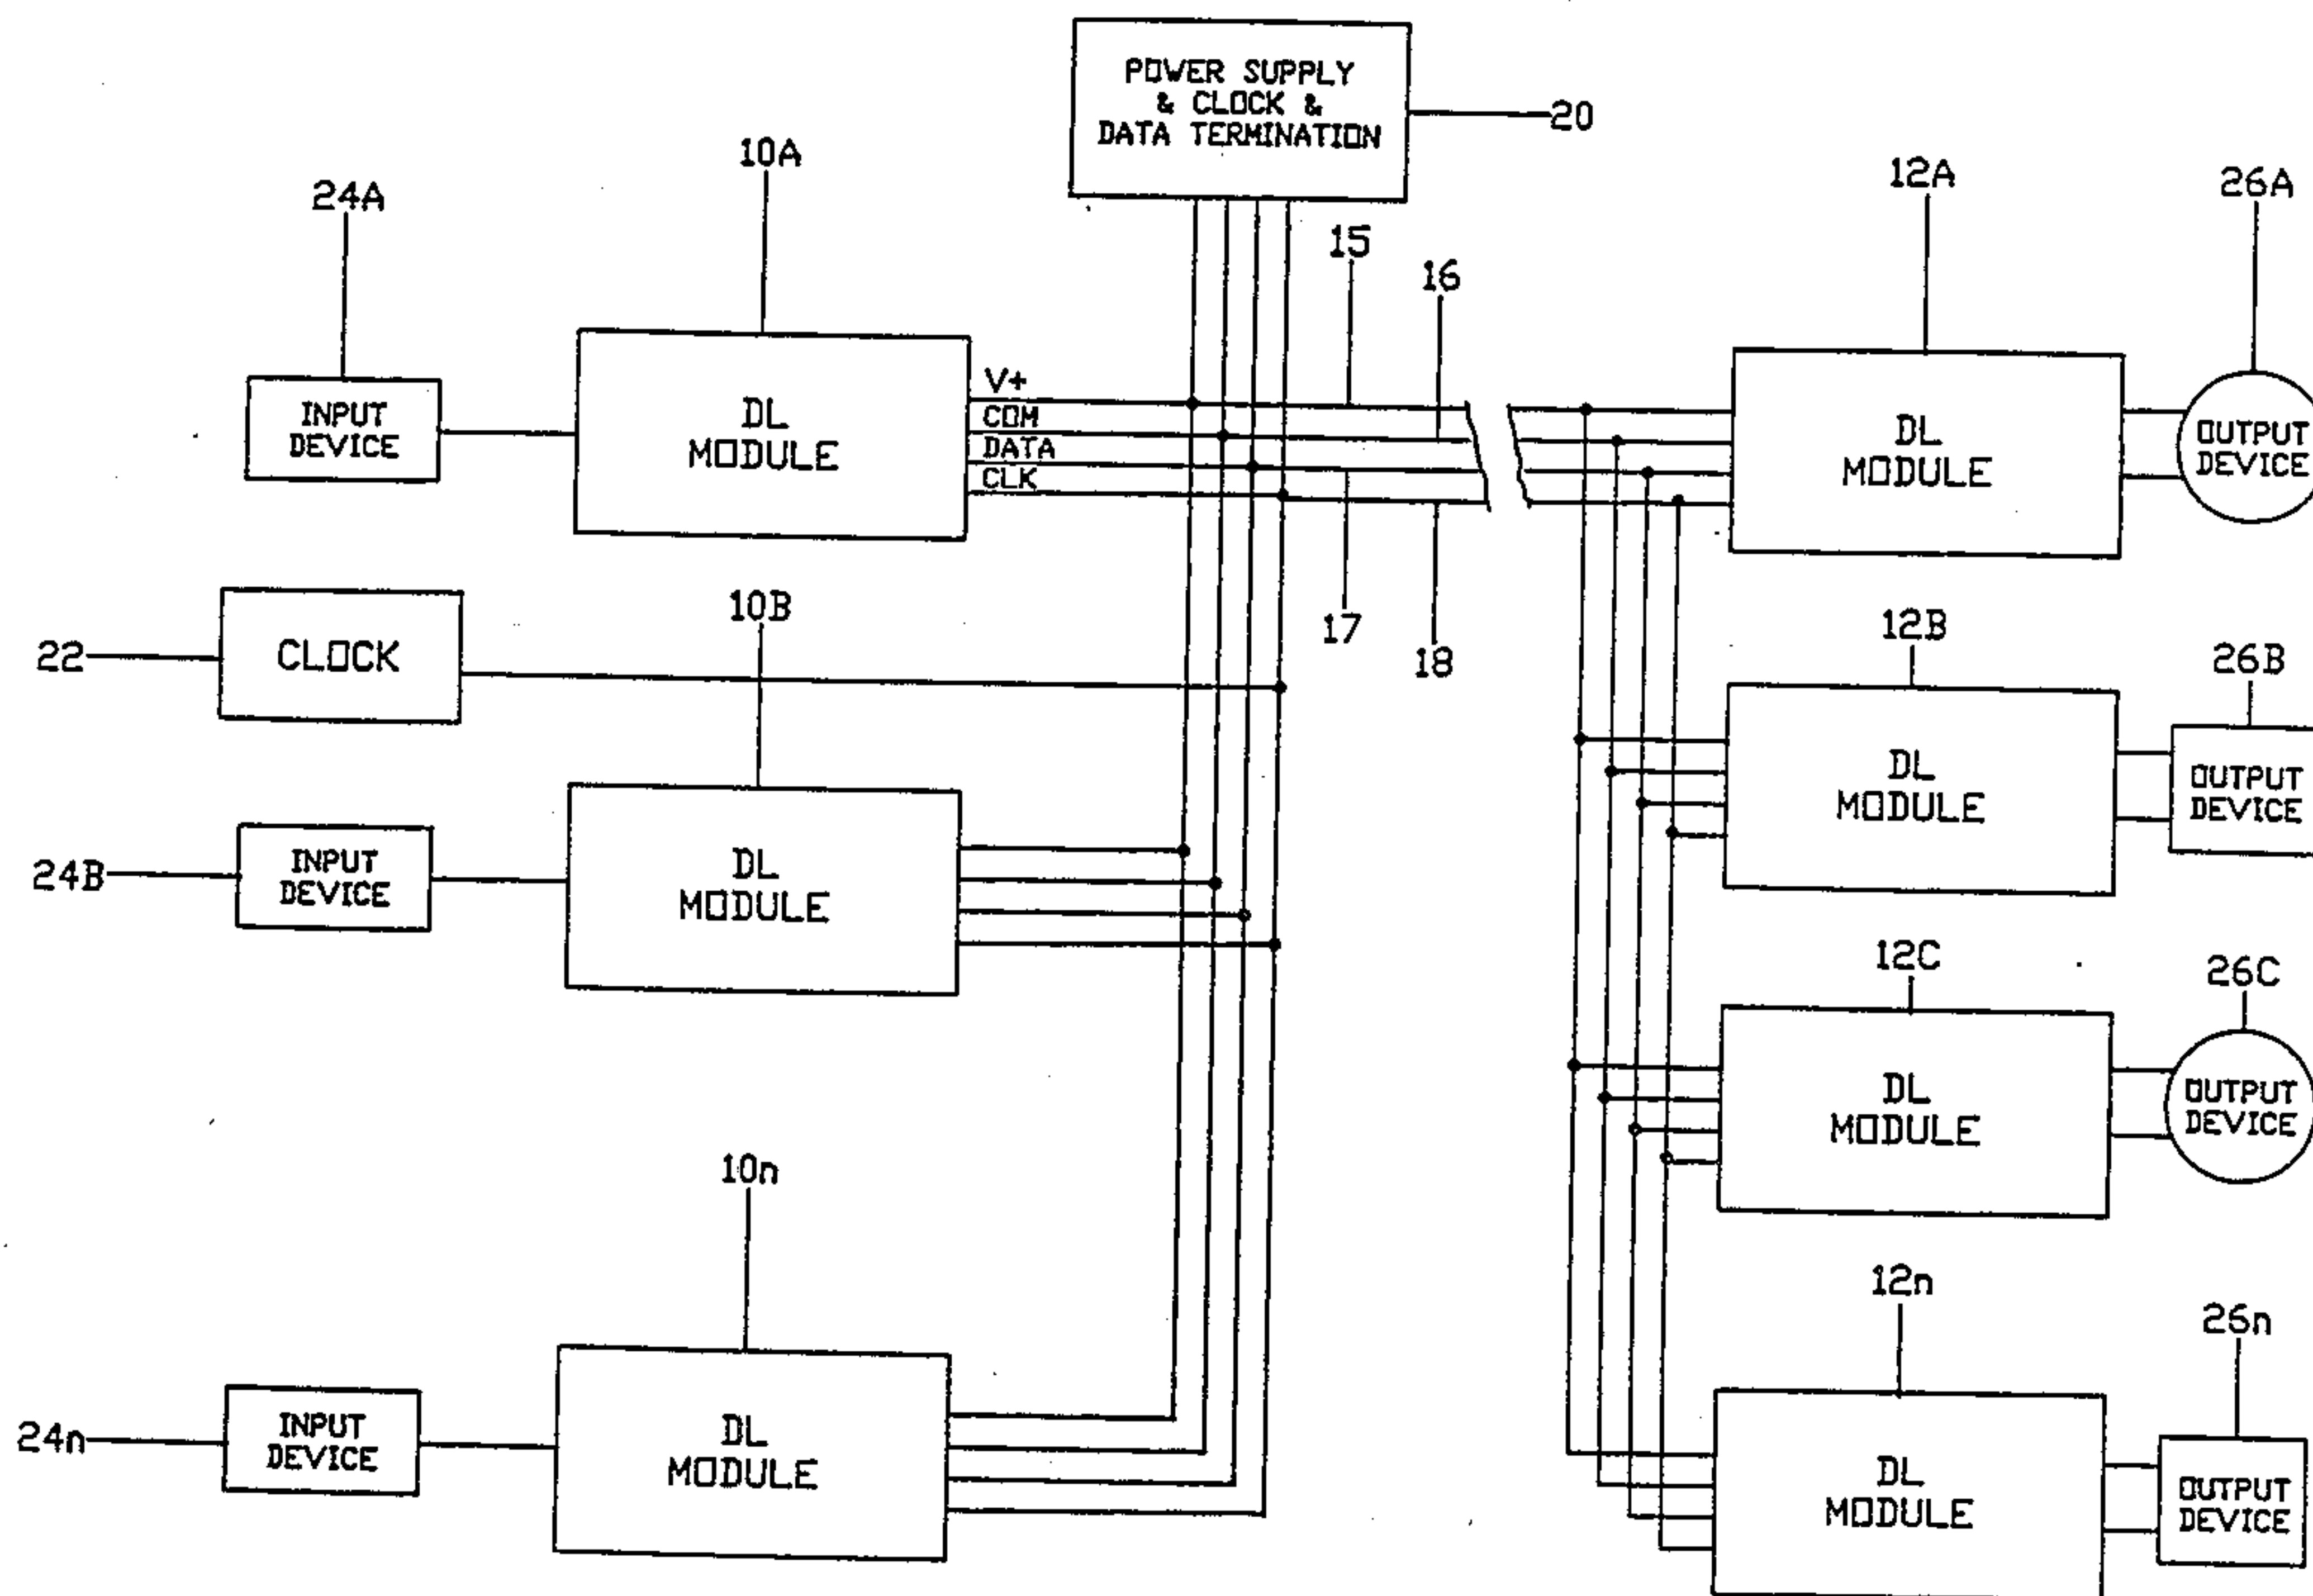 POWER SUPPLY
& CLOCK &
DATA TERMINATION
20
10A
24A
12A
26A
15
16
INPUT
DEVICE
DL
MODULE
V+
COM
DATA
CLK
DL
MODULE
OUTPUT
DEVICE
17
18
22
CLOCK
10B
12B
26B
24B
INPUT
DEVICE
DL
MODULE
DL
MODULE
OUTPUT
DEVICE
12C
26C
DL
MODULE
OUTPUT
DEVICE
10n
12n
26n
24n
INPUT
DEVICE
DL
MODULE
DL
MODULE
OUTPUT
DEVICE